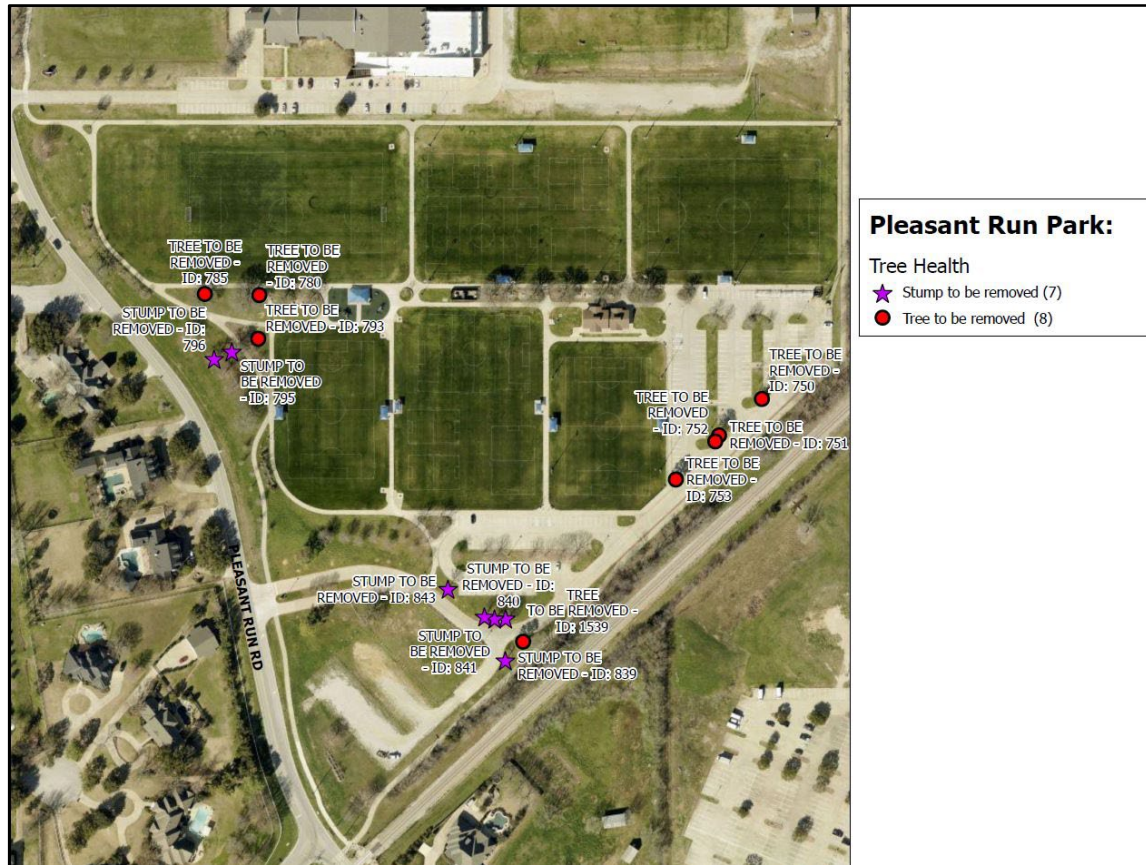 TREE TO BE
REMOVED -
ID: 785
TREE TO BE
REMOVED
- ID: 780
TREE TO BE
REMOVED - ID: 793
STUMP TO
BE REMOVED - ID:
796
STUMP TO
BE REMOVED
- ID: 795
TREE TO BE
REMOVED -
ID: 750
TREE TO BE
REMOVED
- ID: 752
TREE TO BE
REMOVED - ID: 751
TREE TO BE
REMOVED -
ID: 753
STUMP TO BE
REMOVED - ID: 843
STUMP TO BE
REMOVED - ID:
840
TREE
TO BE REMOVED -
ID: 1539
STUMP TO
BE REMOVED
- ID: 841
STUMP TO BE
REMOVED - ID: 839
PLEASANT RUN RD
Pleasant Run Park:
Tree Health
Stump to be removed (7)
Tree to be removed (8)